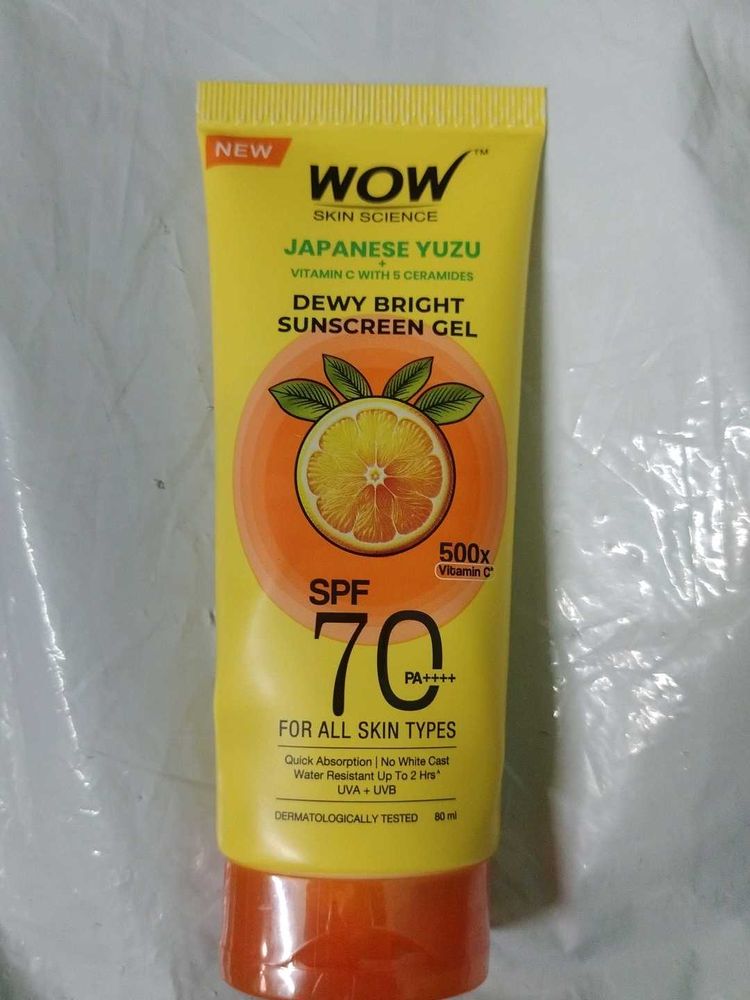 NEW
WOW™
SKIN SCIENCE
JAPANESE YUZU
+
VITAMIN C WITH 5 CERAMIDES
DEWY BRIGHT
SUNSCREEN GEL
500x
Vitamin C*
SPF
70
PA++++
FOR ALL SKIN TYPES
Quick Absorption | No White Cast
Water Resistant Up To 2 Hrs^
UVA + UVB
DERMATOLOGICALLY TESTED 80 ml